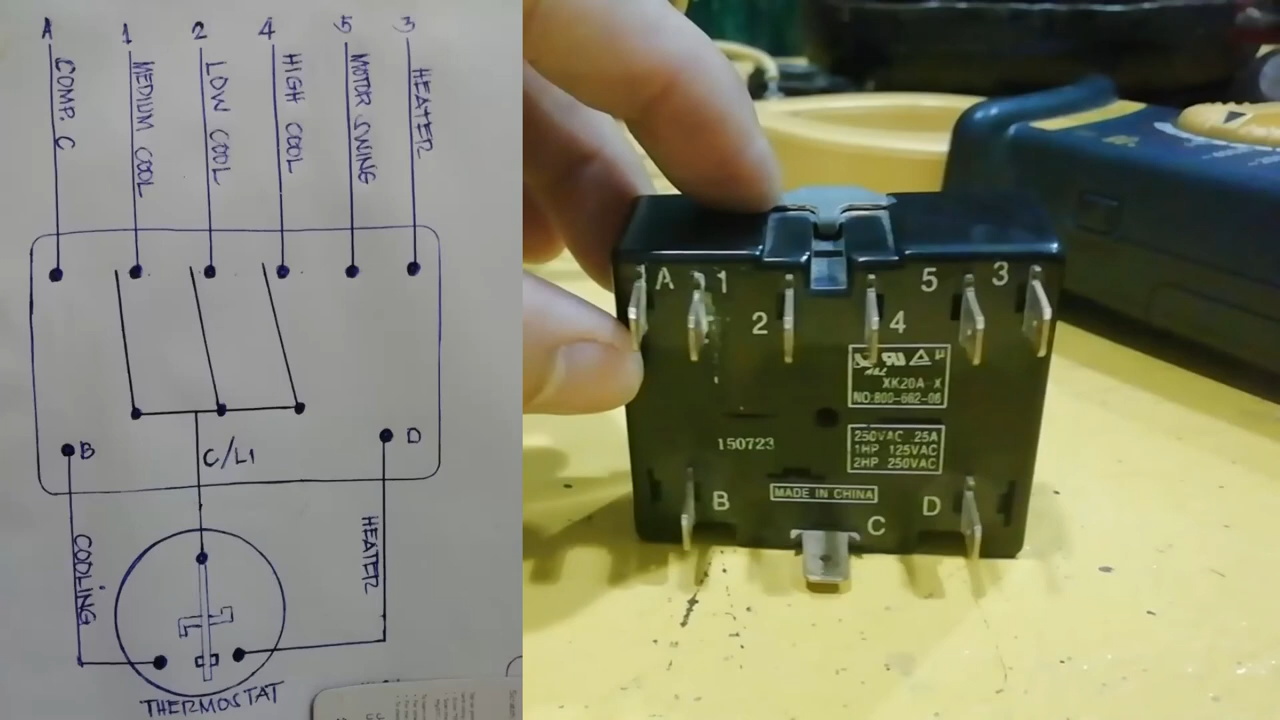 A 1 2 4 5 3
COMP. C
MEDIUM COOL
LOW COOL
HIGH COOL
MOTOR SWING
HEATER
B
D
C/L1
COOLING
HEATER
THERMOSTAT
A 1 5 3
2 4
XK20A-X
NO:800-662-06
150723
250VAC 25A
1HP 125VAC
2HP 250VAC
MADE IN CHINA
B C D